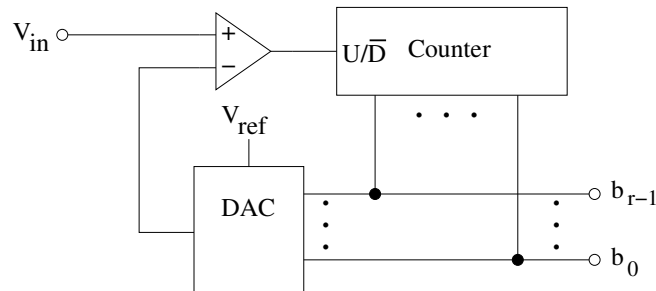 V_in
+
−
U/D̅ Counter
V_ref
DAC
b_{r−1}
b_0